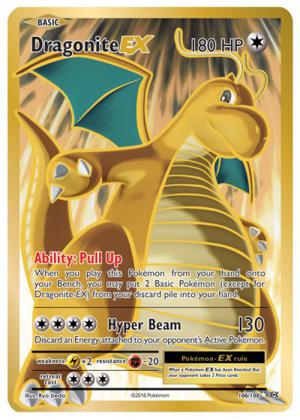 BASIC
Dragonite EX 180 HP
Ability: Pull Up
When you play this Pokémon from your hand onto
your Bench, you may put 2 Basic Pokémon (except for
Dragonite-EX) from your discard pile into your hand.
Hyper Beam 130
Discard an Energy attached to your opponent's Active Pokémon.
weakness ×2 resistance -20
retreat cost
Pokémon-EX rule
When a Pokémon-EX has been Knocked Out,
your opponent takes 2 Prize cards.
Illus. Ryo Ueda ©2016 Pokémon 106/108